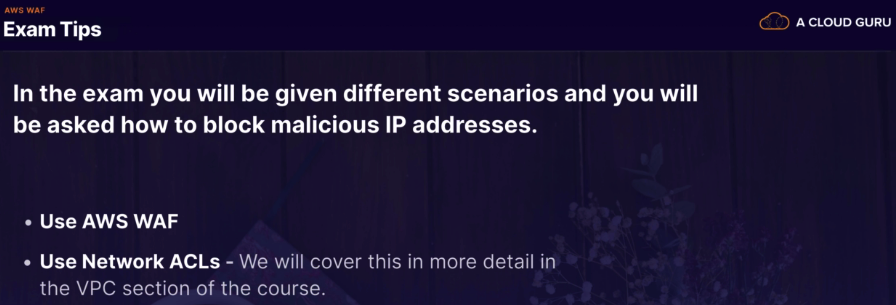 AWS WAF
Exam Tips
A CLOUD GURU
In the exam you will be given different scenarios and you will
be asked how to block malicious IP addresses.
• Use AWS WAF
• Use Network ACLs - We will cover this in more detail in
the VPC section of the course.